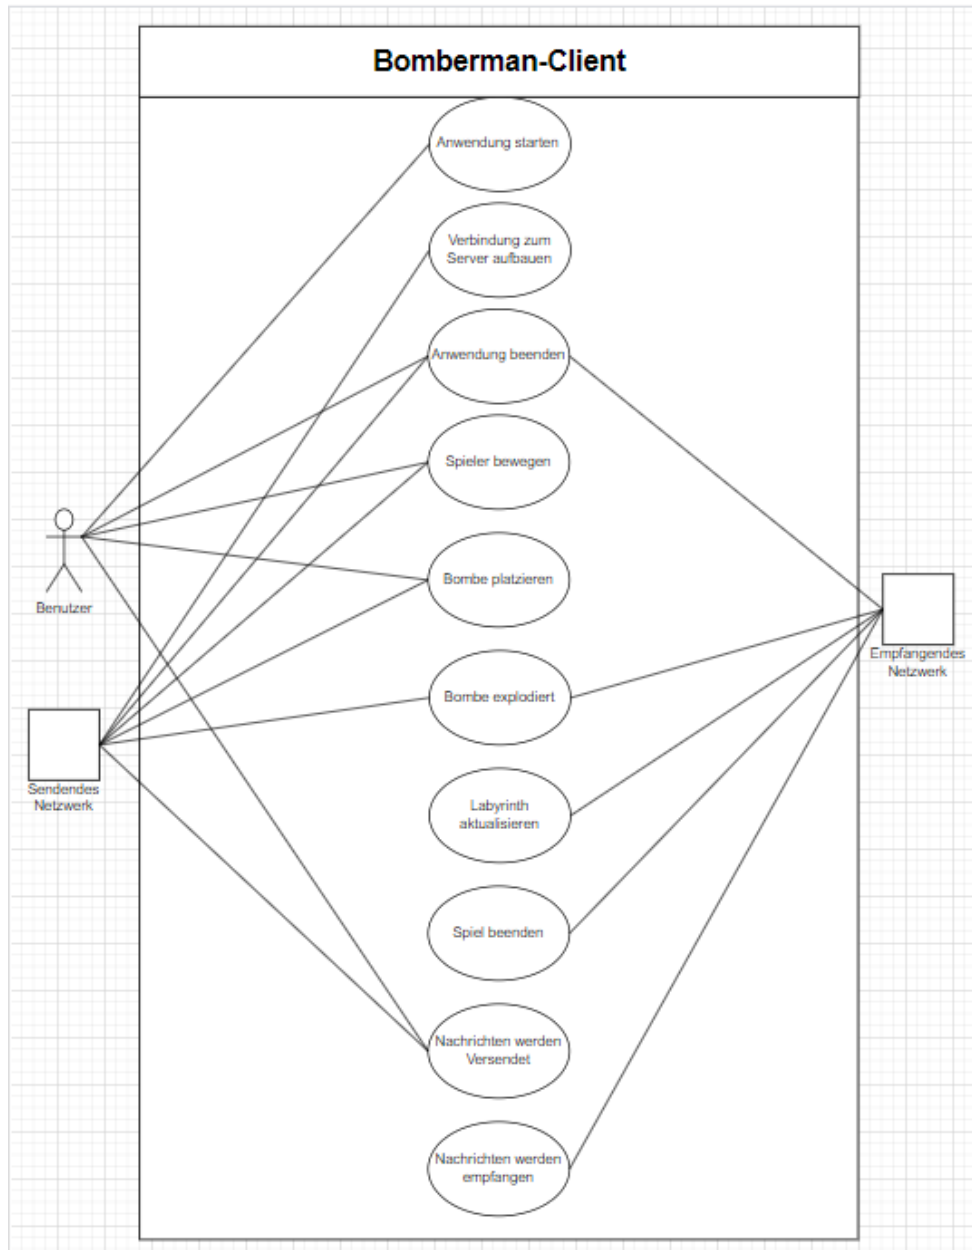 Bomberman-Client
Anwendung starten
Verbindung zum
Server aufbauen
Anwendung beenden
Spieler bewegen
Benutzer
Bombe platzieren
Empfangendes
Netzwerk
Bombe explodiert
Sendendes
Netzwerk
Labyrinth
aktualisieren
Spiel beenden
Nachrichten werden
Versendet
Nachrichten werden
empfangen